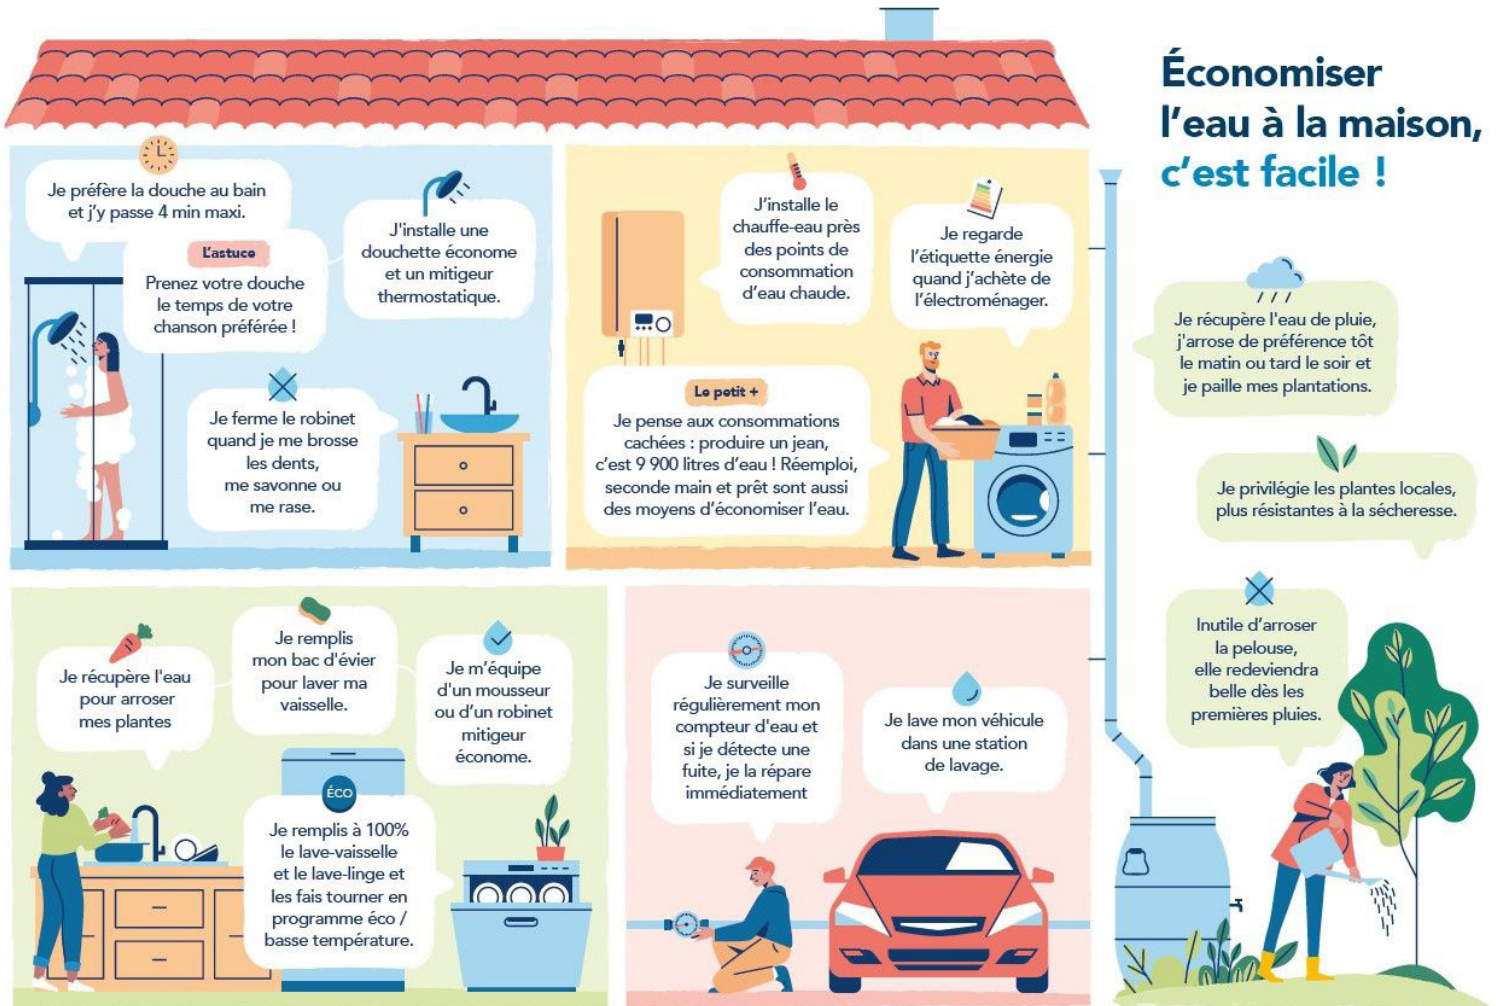 Économiser
l'eau à la maison,
c'est facile !
Je préfère la douche au bain
et j'y passe 4 min maxi.
L'astuce
Prenez votre douche
le temps de votre
chanson préférée !
J'installe une
douchette économe
et un mitigeur
thermostatique.
Je ferme le robinet
quand je me brosse
les dents,
me savonne ou
me rase.
J'installe le
chauffe-eau près
des points de
consommation
d'eau chaude.
Je regarde
l'étiquette énergie
quand j'achète de
l'électroménager.
Le petit +
Je pense aux consommations
cachées : produire un jean,
c'est 9 900 litres d'eau ! Réemploi,
seconde main et prêt sont aussi
des moyens d'économiser l'eau.
Je récupère l'eau
pour arroser
mes plantes
Je remplis
mon bac d'évier
pour laver ma
vaisselle.
Je m'équipe
d'un mousseur
ou d'un robinet
mitigeur
économe.
ÉCO
Je remplis à 100%
le lave-vaisselle
et le lave-linge et
les fais tourner en
programme éco /
basse température.
Je surveille
régulièrement mon
compteur d'eau et
si je détecte une
fuite, je la répare
immédiatement
Je lave mon véhicule
dans une station
de lavage.
Je récupère l'eau de pluie,
j'arrose de préférence tôt
le matin ou tard le soir et
je paille mes plantations.
Je privilégie les plantes locales,
plus résistantes à la sécheresse.
Inutile d'arroser
la pelouse,
elle redeviendra
belle dès les
premières pluies.